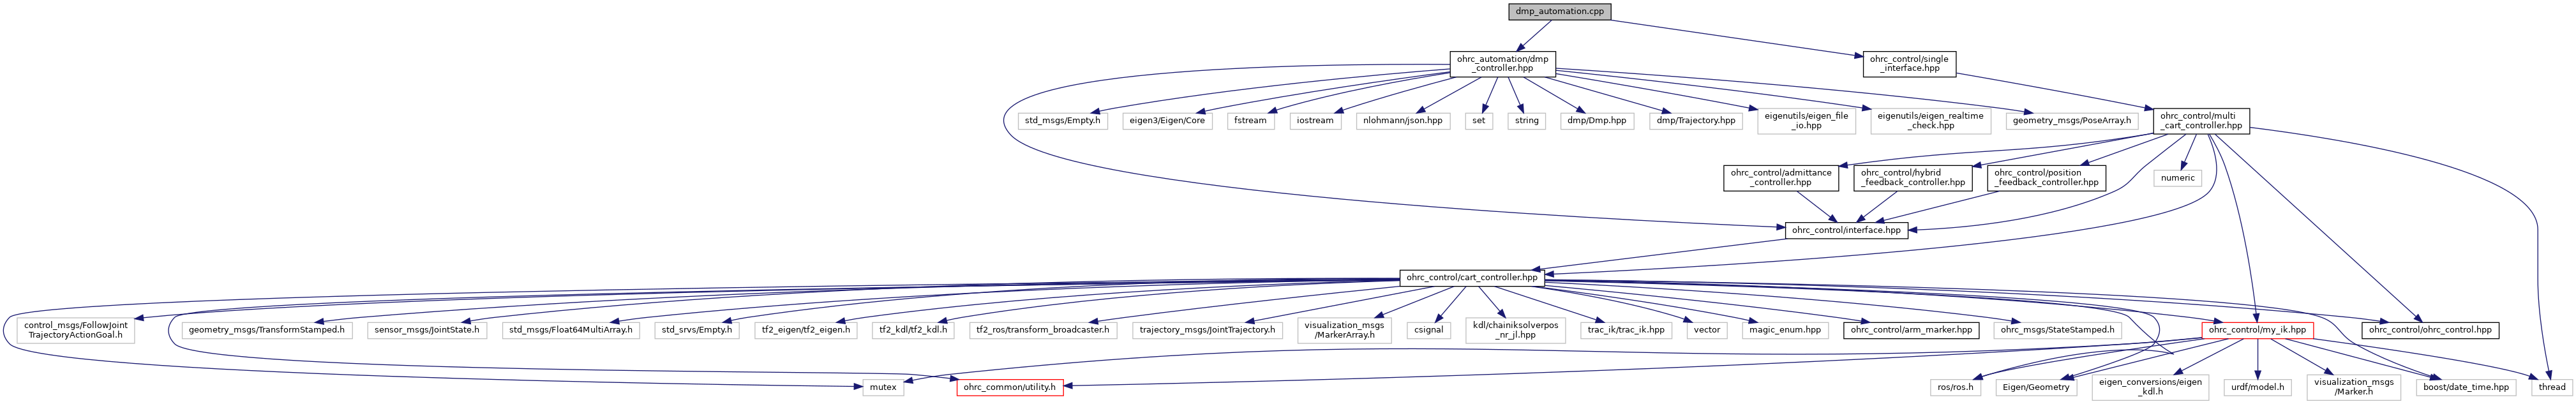 dmp_automation.cpp
ohrc_automation/dmp
_controller.hpp
ohrc_control/single
_interface.hpp
std_msgs/Empty.h
eigen3/Eigen/Core
fstream
iostream
nlohmann/json.hpp
set
string
dmp/Dmp.hpp
dmp/Trajectory.hpp
eigenutils/eigen_file
_io.hpp
eigenutils/eigen_realtime
_check.hpp
geometry_msgs/PoseArray.h
ohrc_control/multi
_cart_controller.hpp
ohrc_control/admittance
_controller.hpp
ohrc_control/hybrid
_feedback_controller.hpp
ohrc_control/position
_feedback_controller.hpp
numeric
ohrc_control/interface.hpp
ohrc_control/cart_controller.hpp
control_msgs/FollowJoint
TrajectoryActionGoal.h
geometry_msgs/TransformStamped.h
sensor_msgs/JointState.h
std_msgs/Float64MultiArray.h
std_srvs/Empty.h
tf2_eigen/tf2_eigen.h
tf2_kdl/tf2_kdl.h
tf2_ros/transform_broadcaster.h
trajectory_msgs/JointTrajectory.h
visualization_msgs
/MarkerArray.h
csignal
kdl/chainiksolverpos
_nr_jl.hpp
trac_ik/trac_ik.hpp
vector
magic_enum.hpp
ohrc_control/arm_marker.hpp
ohrc_msgs/StateStamped.h
ohrc_control/my_ik.hpp
ohrc_control/ohrc_control.hpp
mutex
ohrc_common/utility.h
ros/ros.h
Eigen/Geometry
eigen_conversions/eigen
_kdl.h
urdf/model.h
visualization_msgs
/Marker.h
boost/date_time.hpp
thread